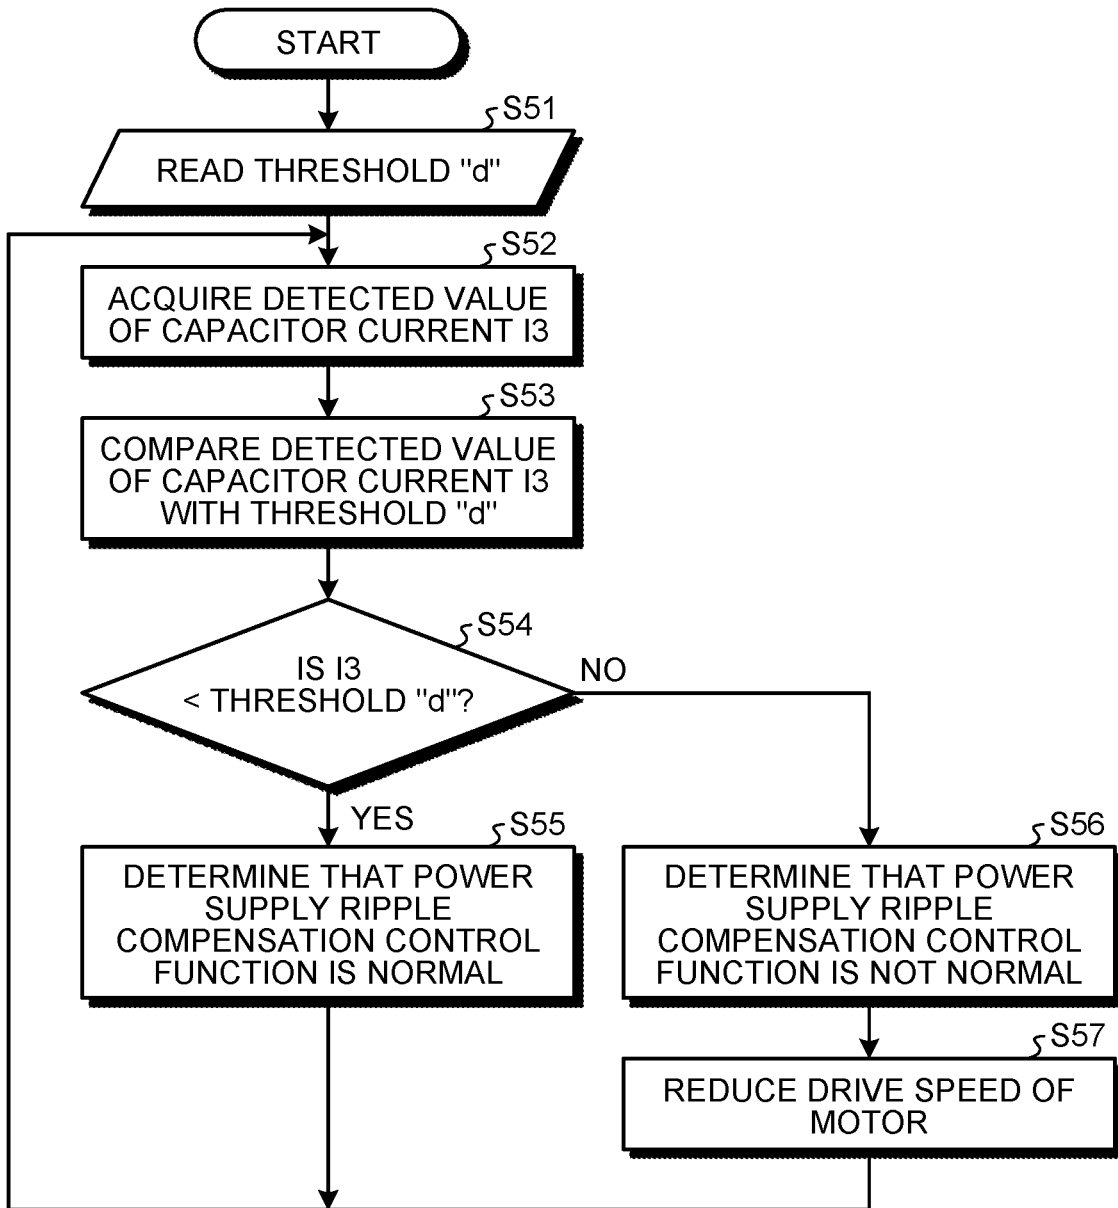 START
S51
READ THRESHOLD "d"
S52
ACQUIRE DETECTED VALUE
OF CAPACITOR CURRENT I3
S53
COMPARE DETECTED VALUE
OF CAPACITOR CURRENT I3
WITH THRESHOLD "d"
S54
IS I3
< THRESHOLD "d"?
NO
YES
S55
DETERMINE THAT POWER
SUPPLY RIPPLE
COMPENSATION CONTROL
FUNCTION IS NORMAL
S56
DETERMINE THAT POWER
SUPPLY RIPPLE
COMPENSATION CONTROL
FUNCTION IS NOT NORMAL
S57
REDUCE DRIVE SPEED OF
MOTOR